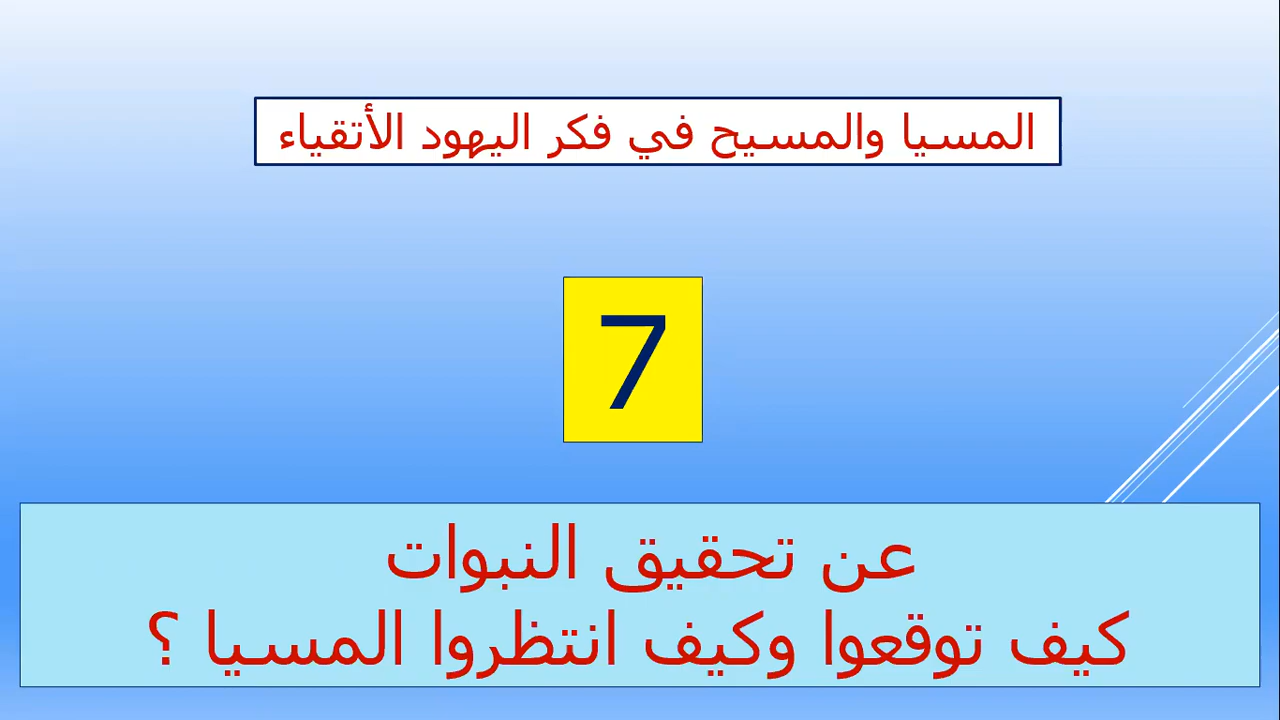 المسيا والمسيح في فكر اليهود الأتقياء
7
عن تحقيق النبوات
كيف توقعوا وكيف انتظروا المسيا ؟